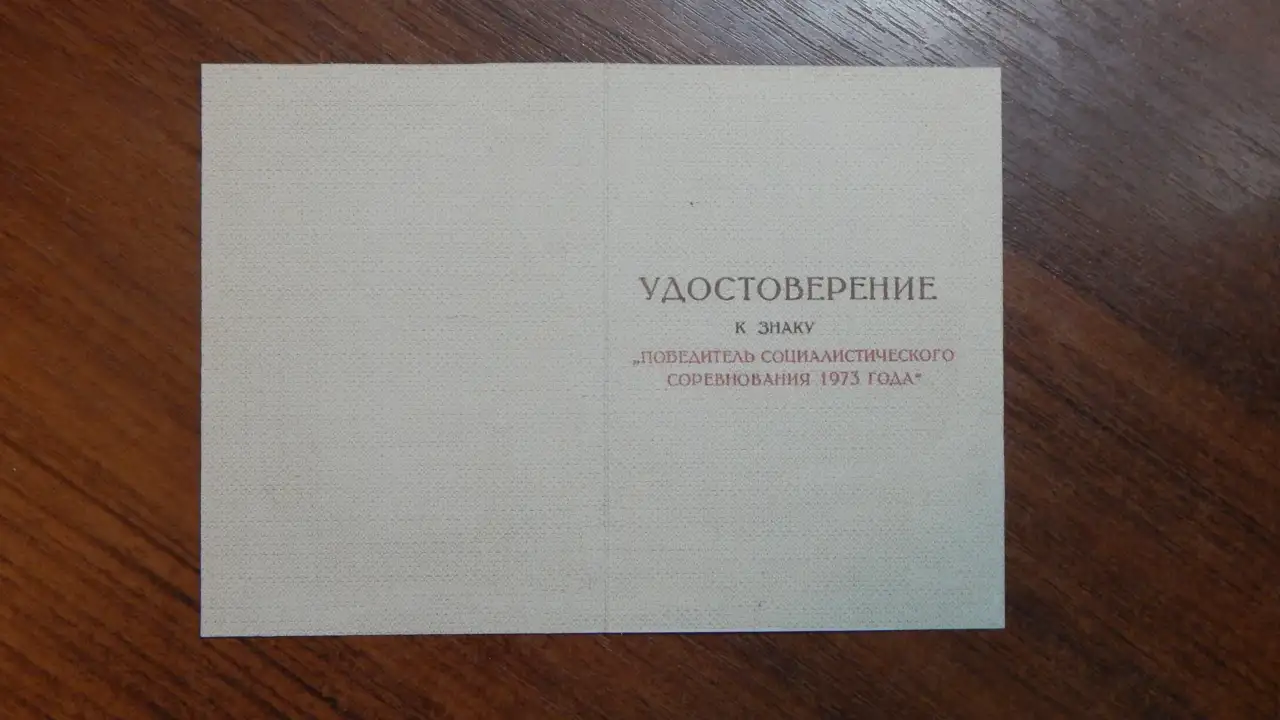 УДОСТОВЕРЕНИЕ
К ЗНАКУ
„ПОБЕДИТЕЛЬ СОЦИАЛИСТИЧЕСКОГО
СОРЕВНОВАНИЯ 1973 ГОДА“